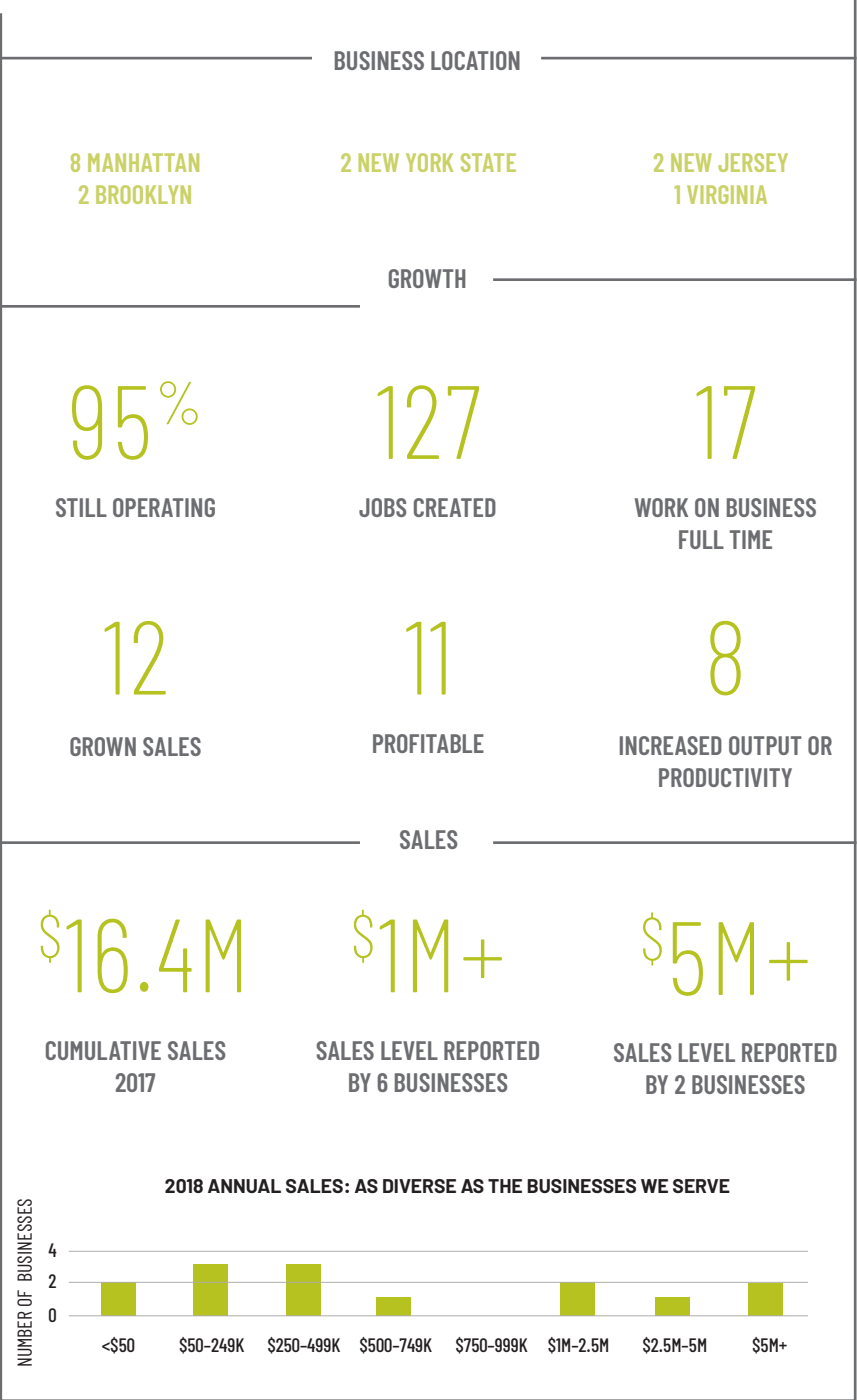 BUSINESS LOCATION
8 MANHATTAN
2 BROOKLYN
2 NEW YORK STATE
2 NEW JERSEY
1 VIRGINIA
GROWTH
95%
STILL OPERATING
127
JOBS CREATED
17
WORK ON BUSINESS
FULL TIME
12
GROWN SALES
11
PROFITABLE
8
INCREASED OUTPUT OR
PRODUCTIVITY
SALES
$16.4M
CUMULATIVE SALES
2017
$1M+
SALES LEVEL REPORTED
BY 6 BUSINESSES
$5M+
SALES LEVEL REPORTED
BY 2 BUSINESSES
2018 ANNUAL SALES: AS DIVERSE AS THE BUSINESSES WE SERVE
NUMBER OF BUSINESSES
4
2
0
<$50
$50-249K
$250-499K
$500-749K
$750-999K
$1M-2.5M
$2.5M-5M
$5M+